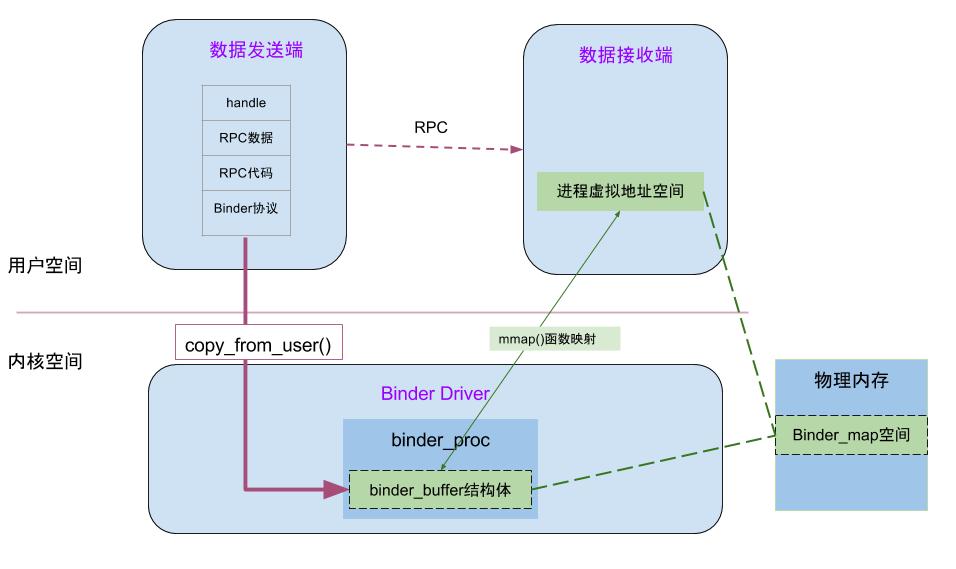 数据发送端
数据接收端
handle
RPC数据
RPC代码
Binder协议
RPC
进程虚拟地址空间
用户空间
内核空间
copy_from_user()
mmap()函数映射
Binder Driver
binder_proc
binder_buffer结构体
物理内存
Binder_map空间